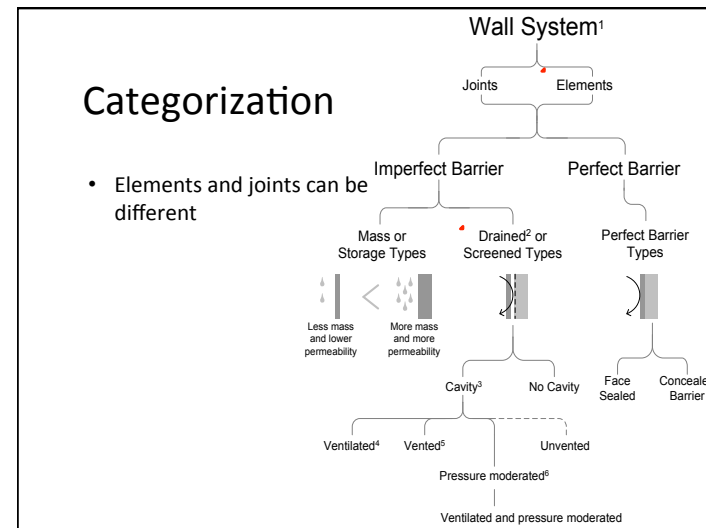 Wall System¹
Joints
Elements
Categorization
• Elements and joints can be
different
Imperfect Barrier
Perfect Barrier
Mass or
Storage Types
Drained² or
Screened Types
Perfect Barrier
Types
Less mass
and lower
permeability
<
More mass
and more
permeability
Cavity³
No Cavity
Face
Sealed
Conceale
Barrier
Ventilated⁴
Vented⁵
Unvented
Pressure moderated⁶
Ventilated and pressure moderated